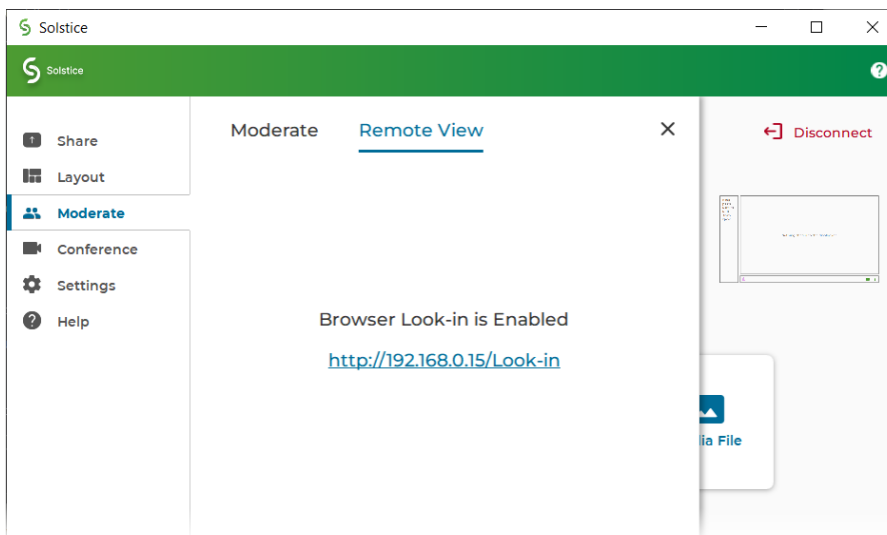 Solstice
Solstice
Share
Layout
Moderate
Conference
Settings
Help
Moderate
Remote View
Browser Look-in is Enabled
http://192.168.0.15/Look-in
Disconnect
ia File